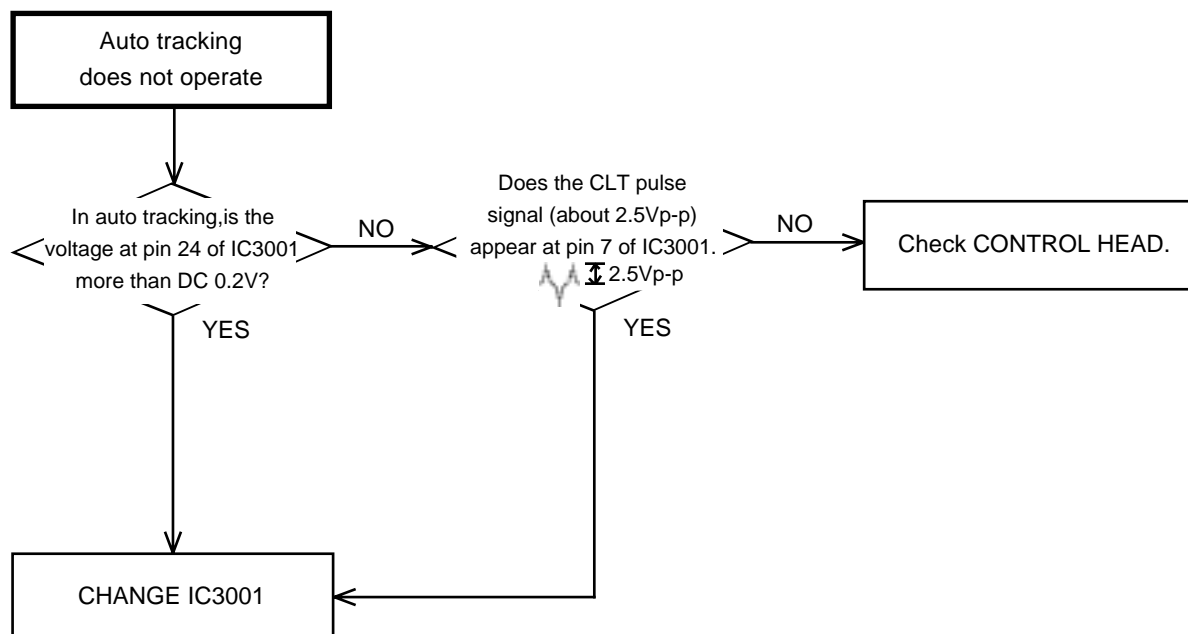 Auto tracking
does not operate
In auto tracking,is the
voltage at pin 24 of IC3001
more than DC 0.2V?
NO
YES
Does the CLT pulse
signal (about 2.5Vp-p)
appear at pin 7 of IC3001.
2.5Vp-p
NO
YES
Check CONTROL HEAD.
CHANGE IC3001